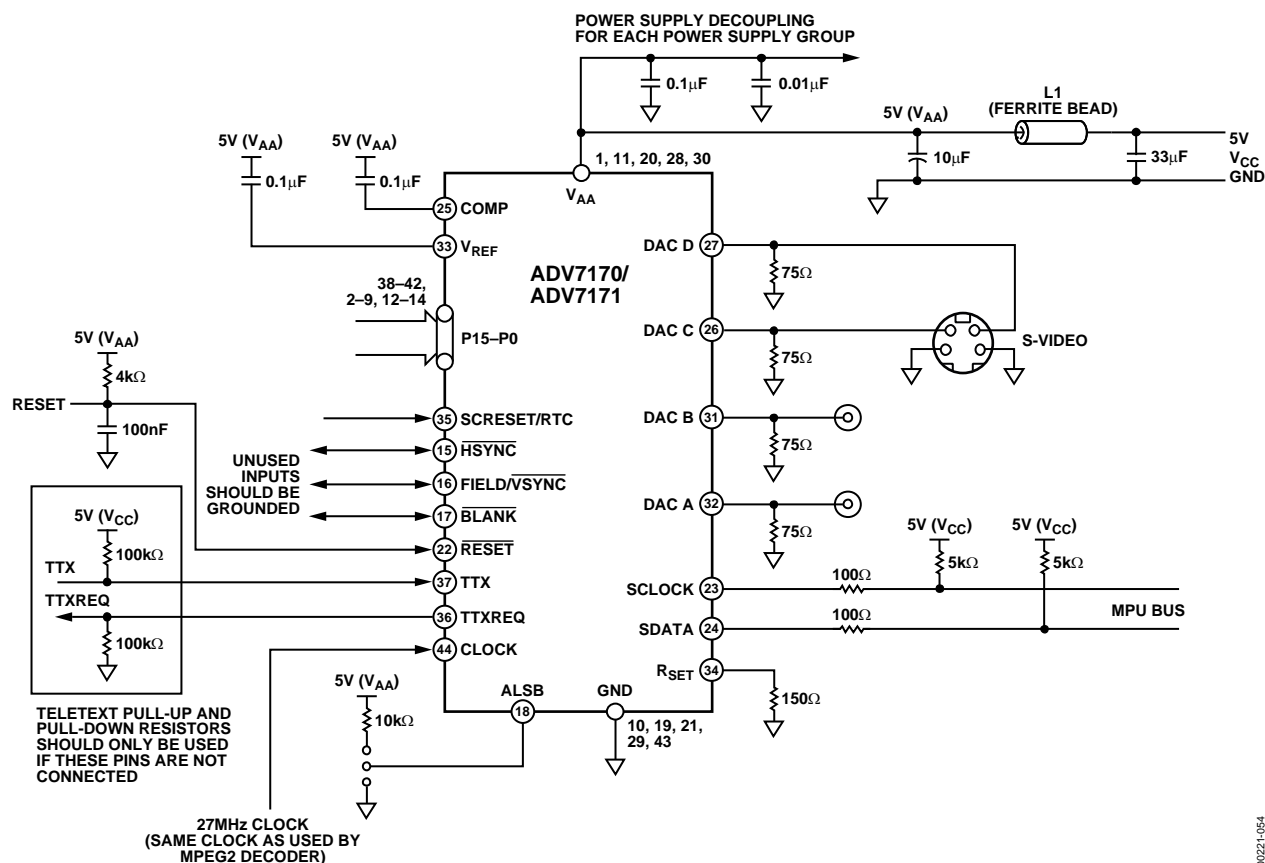 POWER SUPPLY DECOUPLING
FOR EACH POWER SUPPLY GROUP
0.1µF
0.01µF
L1
(FERRITE BEAD)
5V (VAA)
10µF
33µF
5V
VCC
GND
5V (VAA)
0.1µF
5V (VAA)
0.1µF
1, 11, 20, 28, 30
VAA
25 COMP
33 VREF
ADV7170/
ADV7171
38–42,
2–9, 12–14
P15–P0
DAC D 27
75Ω
DAC C 26
75Ω
S-VIDEO
DAC B 31
75Ω
DAC A 32
75Ω
5V (VAA)
4kΩ
RESET
100nF
35 SCRESET/RTC
15 HSYNC
16 FIELD/VSYNC
17 BLANK
22 RESET
37 TTX
36 TTXREQ
44 CLOCK
UNUSED
INPUTS
SHOULD BE
GROUNDED
5V (VCC)
100kΩ
TTX
TTXREQ
100kΩ
TELETEXT PULL-UP AND
PULL-DOWN RESISTORS
SHOULD ONLY BE USED
IF THESE PINS ARE NOT
CONNECTED
5V (VCC)
5kΩ
5V (VCC)
5kΩ
SCLOCK 23
100Ω
SDATA 24
100Ω
MPU BUS
RSET 34
150Ω
5V (VAA)
10kΩ
ALSB
18
GND
10, 19, 21,
29, 43
27MHz CLOCK
(SAME CLOCK AS USED BY
MPEG2 DECODER)
00221-054